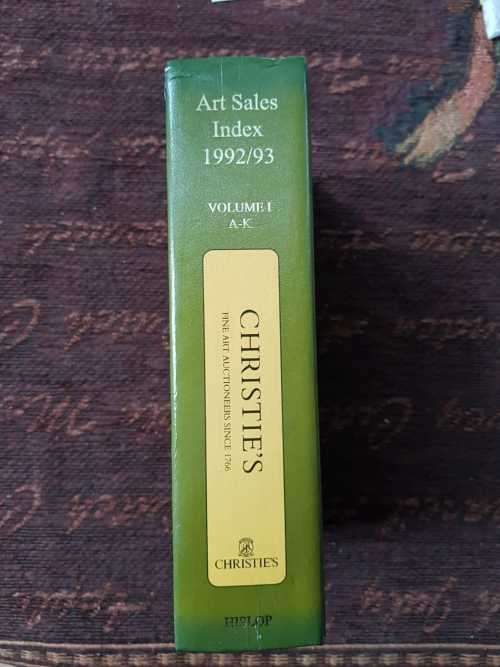 Art Sales
Index
1992/93
VOLUME I
A-K
CHRISTIE'S
FINE ART AUCTIONEERS SINCE 1766
CHRISTIE'S
HISLOP